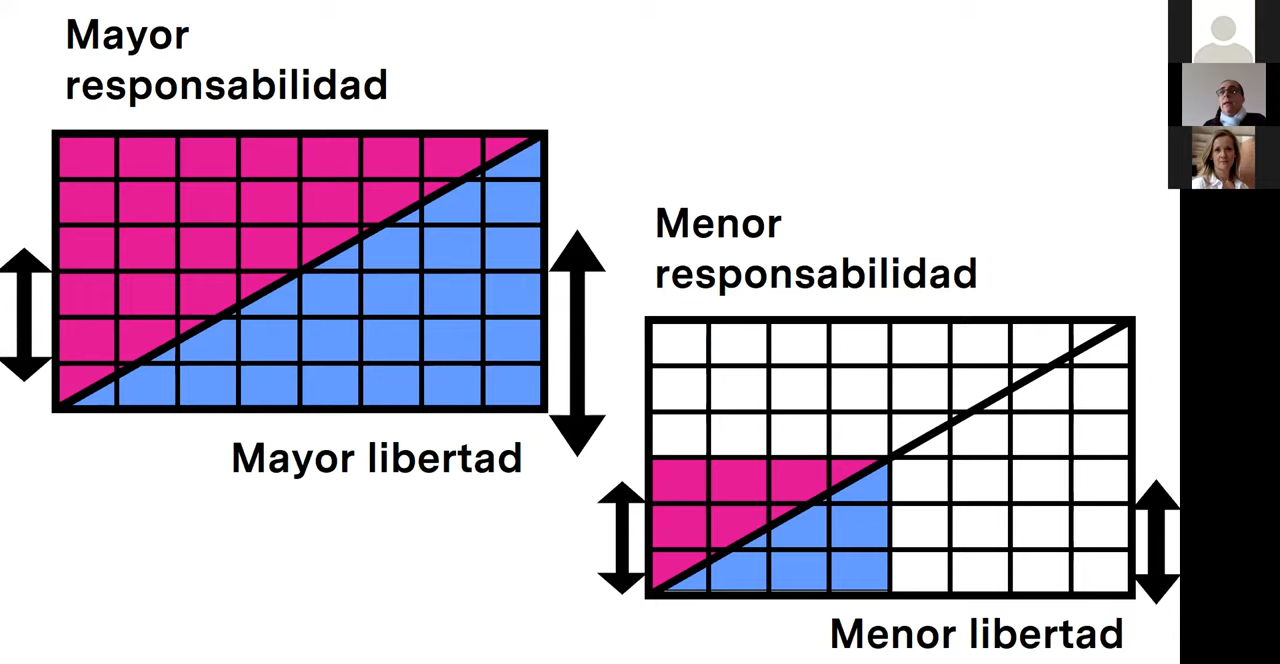 Mayor
responsabilidad
Mayor libertad
Menor
responsabilidad
Menor libertad